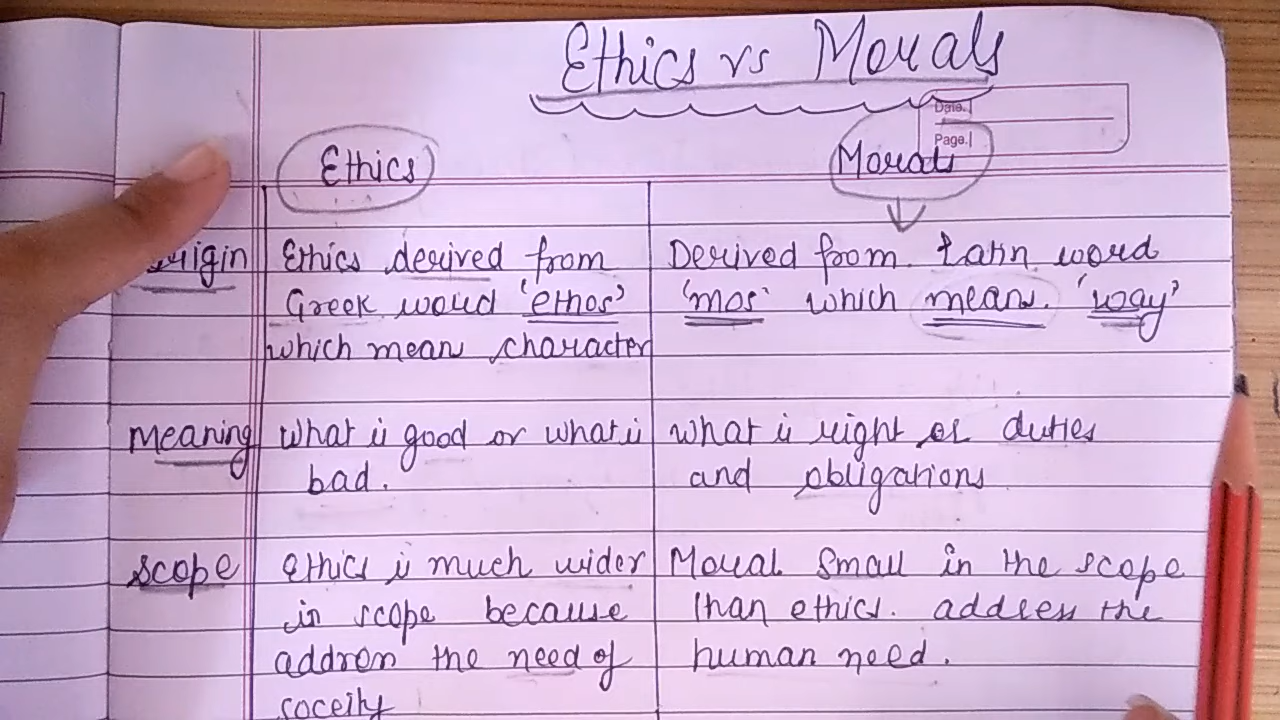 Ethics vs Morals
Date.
Page.
Ethics
Morals
Origin
Ethics derived from
Greek word 'ethos'
which means character
Derived from Latin word
'mos' which means 'way'
Meaning
What is good or what is
bad.
what is right or duties
and obligations
scope
Ethics is much wider
in scope because
address the need of
soceity
Moral small in the scope
than ethics. address the
human need.